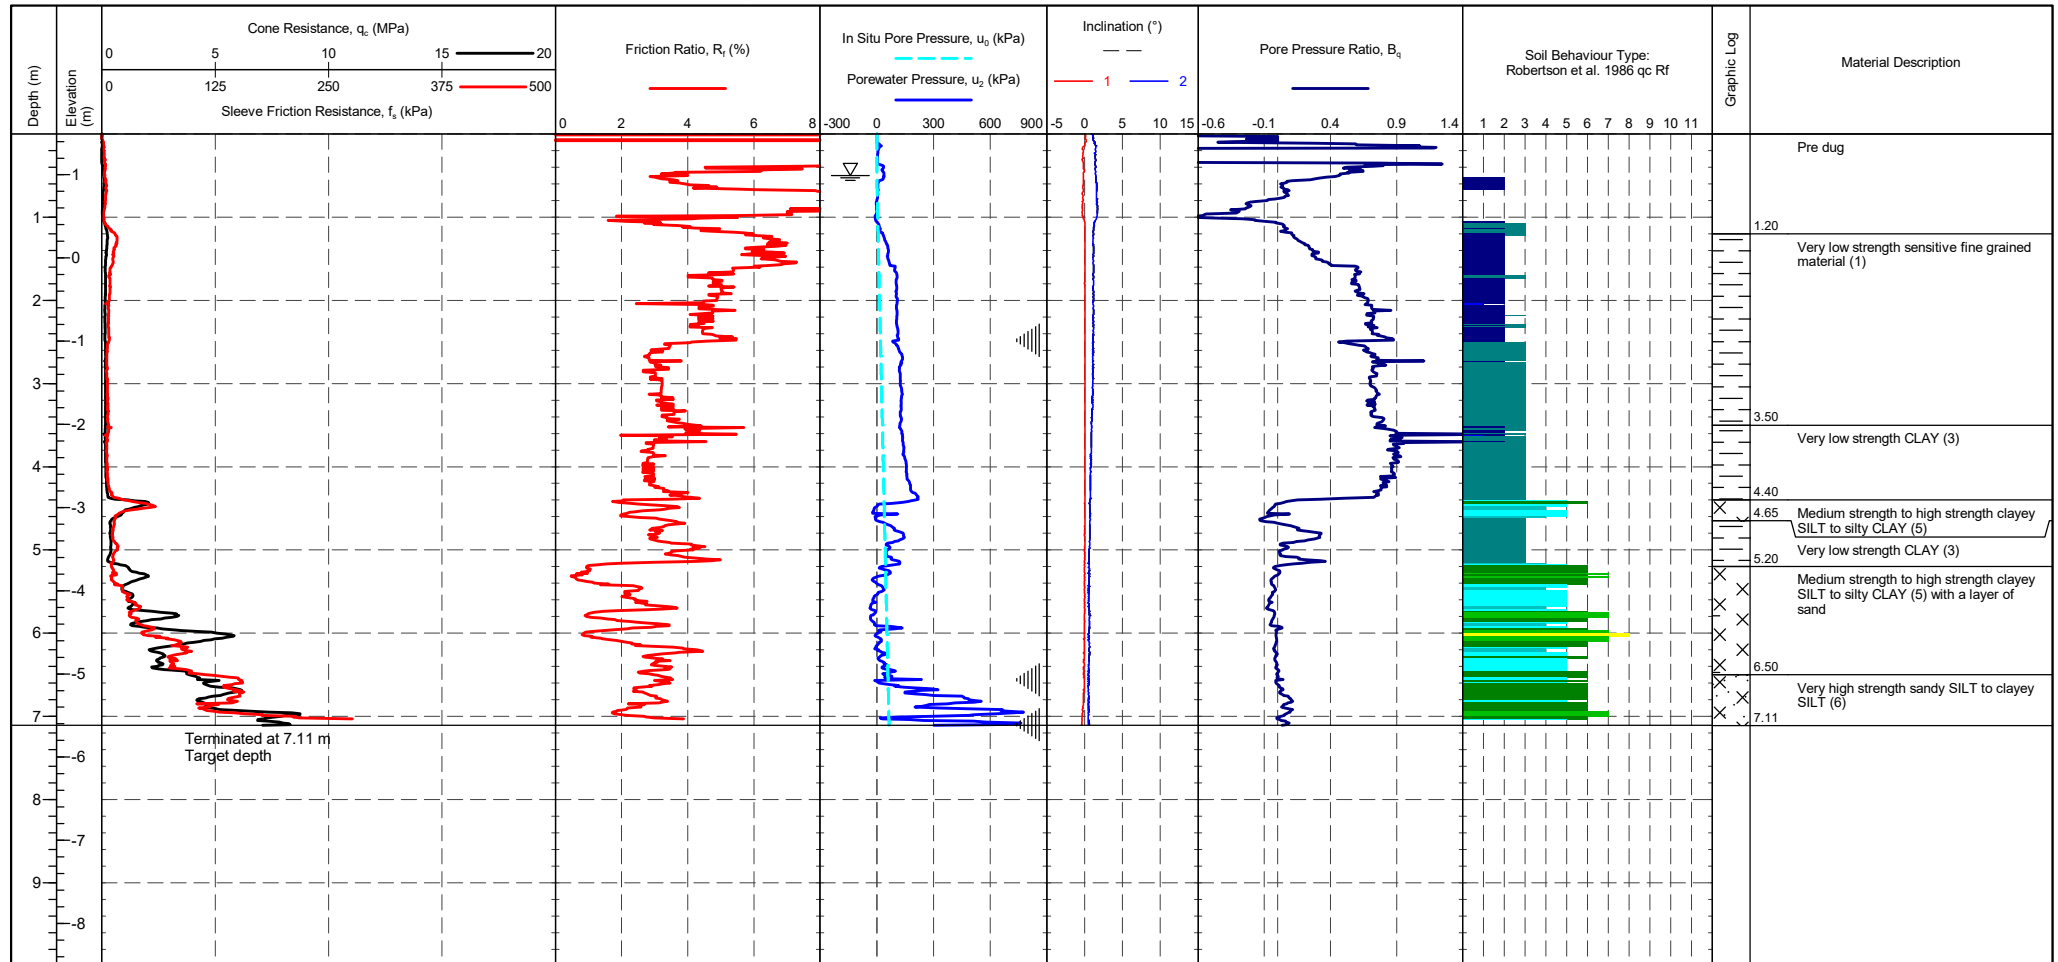 Depth (m)
Elevation (m)
Cone Resistance, qc (MPa)
0 5 10 15 20
0 125 250 375 500
Sleeve Friction Resistance, fs (kPa)
Friction Ratio, Rf (%)
0 2 4 6 8
In Situ Pore Pressure, u0 (kPa)
Porewater Pressure, u2 (kPa)
-300 0 300 600 900
Inclination (°)
1 2
-5 0 5 10 15
Pore Pressure Ratio, Bq
-0.6 -0.1 0.4 0.9 1.4
Soil Behaviour Type:
Robertson et al. 1986 qc Rf
1 2 3 4 5 6 7 8 9 10 11
Graphic Log
Material Description
1
1
0
2
-1
3
-2
4
-3
5
-4
6
-5
7
-6
8
-7
9
-8
Pre dug
1.20
Very low strength sensitive fine grained
material (1)
3.50
Very low strength CLAY (3)
4.40
4.65
Medium strength to high strength clayey
SILT to silty CLAY (5)
Very low strength CLAY (3)
5.20
Medium strength to high strength clayey
SILT to silty CLAY (5) with a layer of
sand
6.50
Very high strength sandy SILT to clayey
SILT (6)
7.11
Terminated at 7.11 m
Target depth